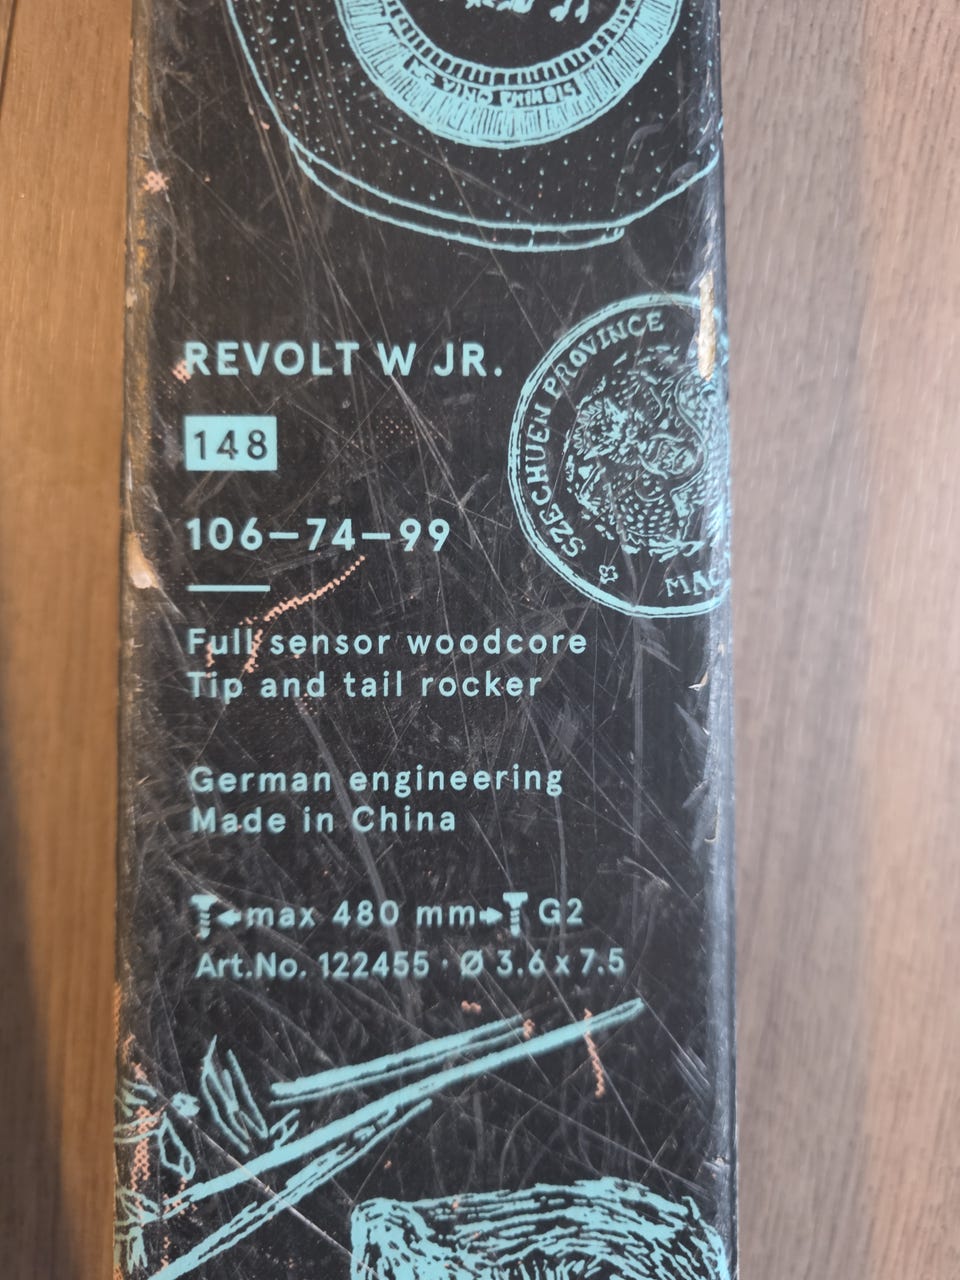 REVOLT W JR.
148
106–74–99
SZECHUEN PROVINCE
Full sensor woodcore
Tip and tail rocker
German engineering
Made in China
max 480 mm G2
Art.No. 122455 · Ø 3.6 x 7.5